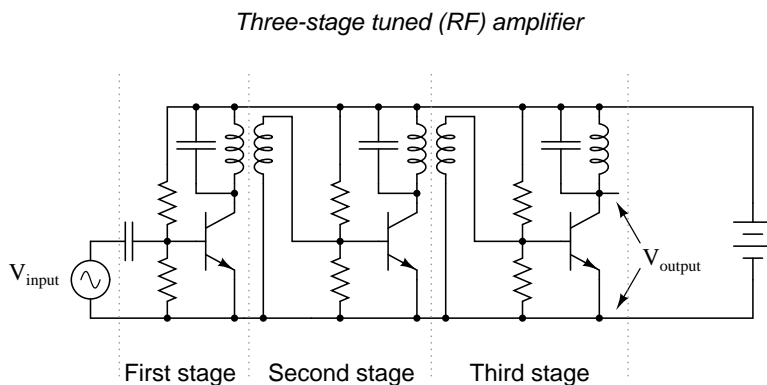 Three-stage tuned (RF) amplifier
Vinput
Voutput
First stage
Second stage
Third stage